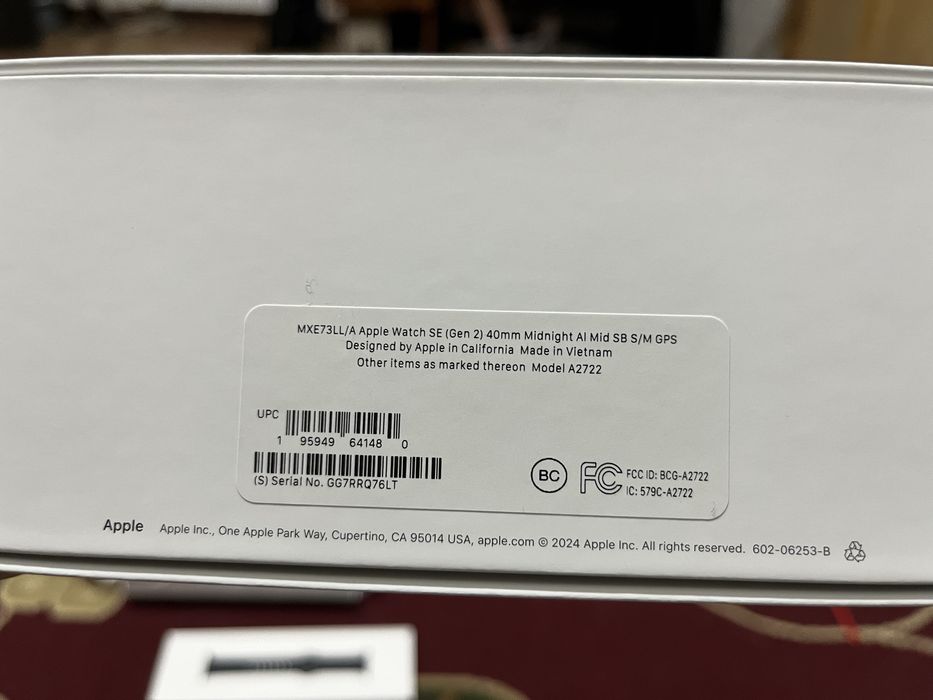 MXE73LL/A Apple Watch SE (Gen 2) 40mm Midnight Al Mid SB S/M GPS
Designed by Apple in California Made in Vietnam
Other items as marked thereon Model A2722
UPC
1 95949 64148 0
(S) Serial No. GG7RRQ76LT
BC
FC
FCC ID: BCG-A2722
IC: 579C-A2722
Apple Apple Inc., One Apple Park Way, Cupertino, CA 95014 USA, apple.com © 2024 Apple Inc. All rights reserved. 602-06253-B